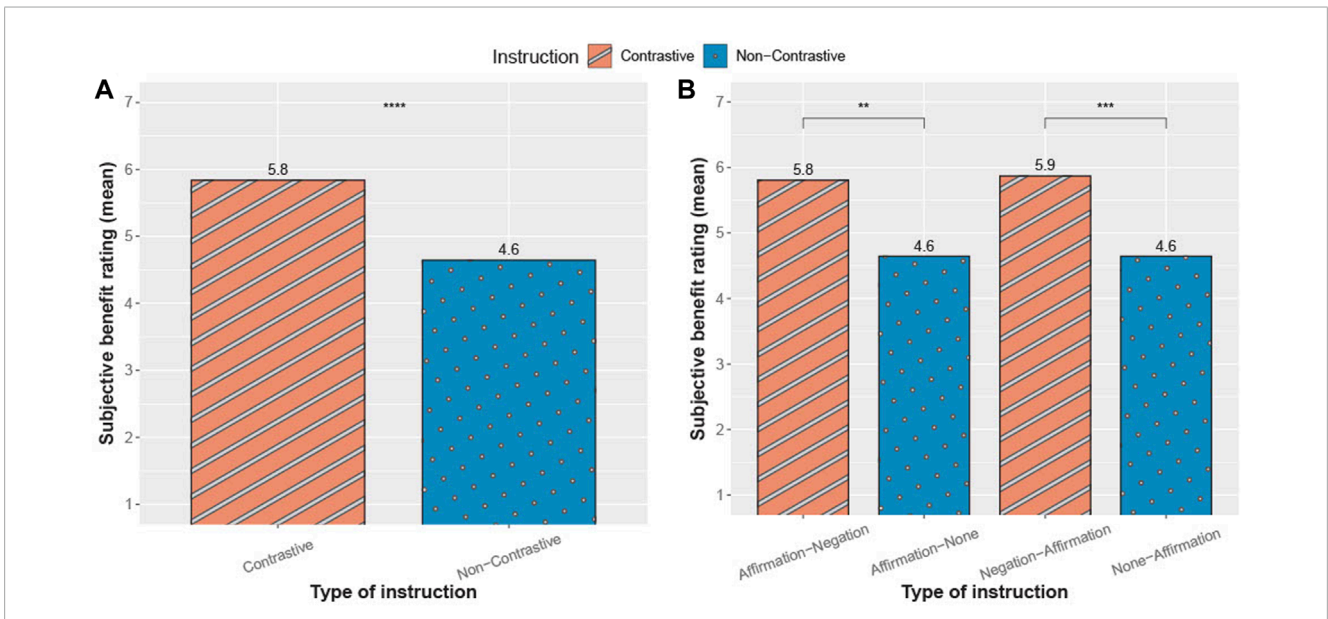 Instruction Contrastive Non-Contrastive
A
****
7
6
5
4
3
2
1
Subjective benefit rating (mean)
5.8
4.6
Contrastive
Non-Contrastive
Type of instruction
B
**
***
7
6
5
4
3
2
1
Subjective benefit rating (mean)
5.8
4.6
5.9
4.6
Affirmation-Negation
Affirmation-None
Negation-Affirmation
None-Affirmation
Type of instruction